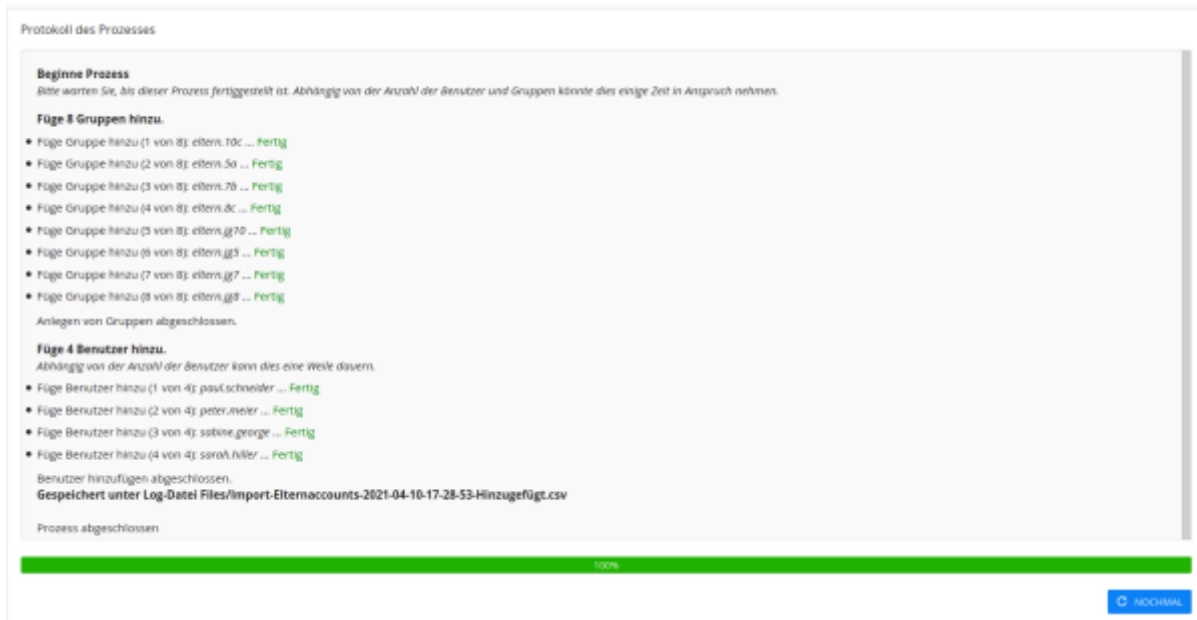 Protokoll des Prozesses
Beginne Prozess
Bitte warten Sie, bis dieser Prozess fertiggestellt ist. Abhängig von der Anzahl der Benutzer und Gruppen könnte dies einige Zeit in Anspruch nehmen.
Füge 8 Gruppen hinzu.
• Füge Gruppe hinzu (1 von 8): eltern.10c ... Fertig
• Füge Gruppe hinzu (2 von 8): eltern.5a ... Fertig
• Füge Gruppe hinzu (3 von 8): eltern.7b ... Fertig
• Füge Gruppe hinzu (4 von 8): eltern.8c ... Fertig
• Füge Gruppe hinzu (5 von 8): eltern.jg10 ... Fertig
• Füge Gruppe hinzu (6 von 8): eltern.jg5 ... Fertig
• Füge Gruppe hinzu (7 von 8): eltern.jg7 ... Fertig
• Füge Gruppe hinzu (8 von 8): eltern.jg8 ... Fertig
Anlegen von Gruppen abgeschlossen.
Füge 4 Benutzer hinzu.
Abhängig von der Anzahl der Benutzer kann dies eine Weile dauern.
• Füge Benutzer hinzu (1 von 4): paul.schneider ... Fertig
• Füge Benutzer hinzu (2 von 4): peter.meier ... Fertig
• Füge Benutzer hinzu (3 von 4): sabine.george ... Fertig
• Füge Benutzer hinzu (4 von 4): sarah.hiller ... Fertig
Benutzer hinzufügen abgeschlossen.
Gespeichert unter Log-Datei Files/Import-Elternaccounts-2021-04-10-17-28-53-Hinzugefügt.csv
Prozess abgeschlossen
100%
NOCHMAL